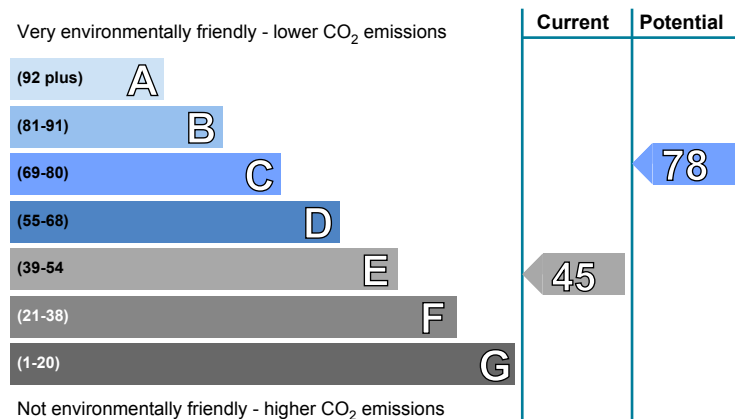 Very environmentally friendly - lower CO₂ emissions
Current
Potential
(92 plus) A
(81-91) B
(69-80) C
78
(55-68) D
(39-54 E
45
(21-38) F
(1-20) G
Not environmentally friendly - higher CO₂ emissions